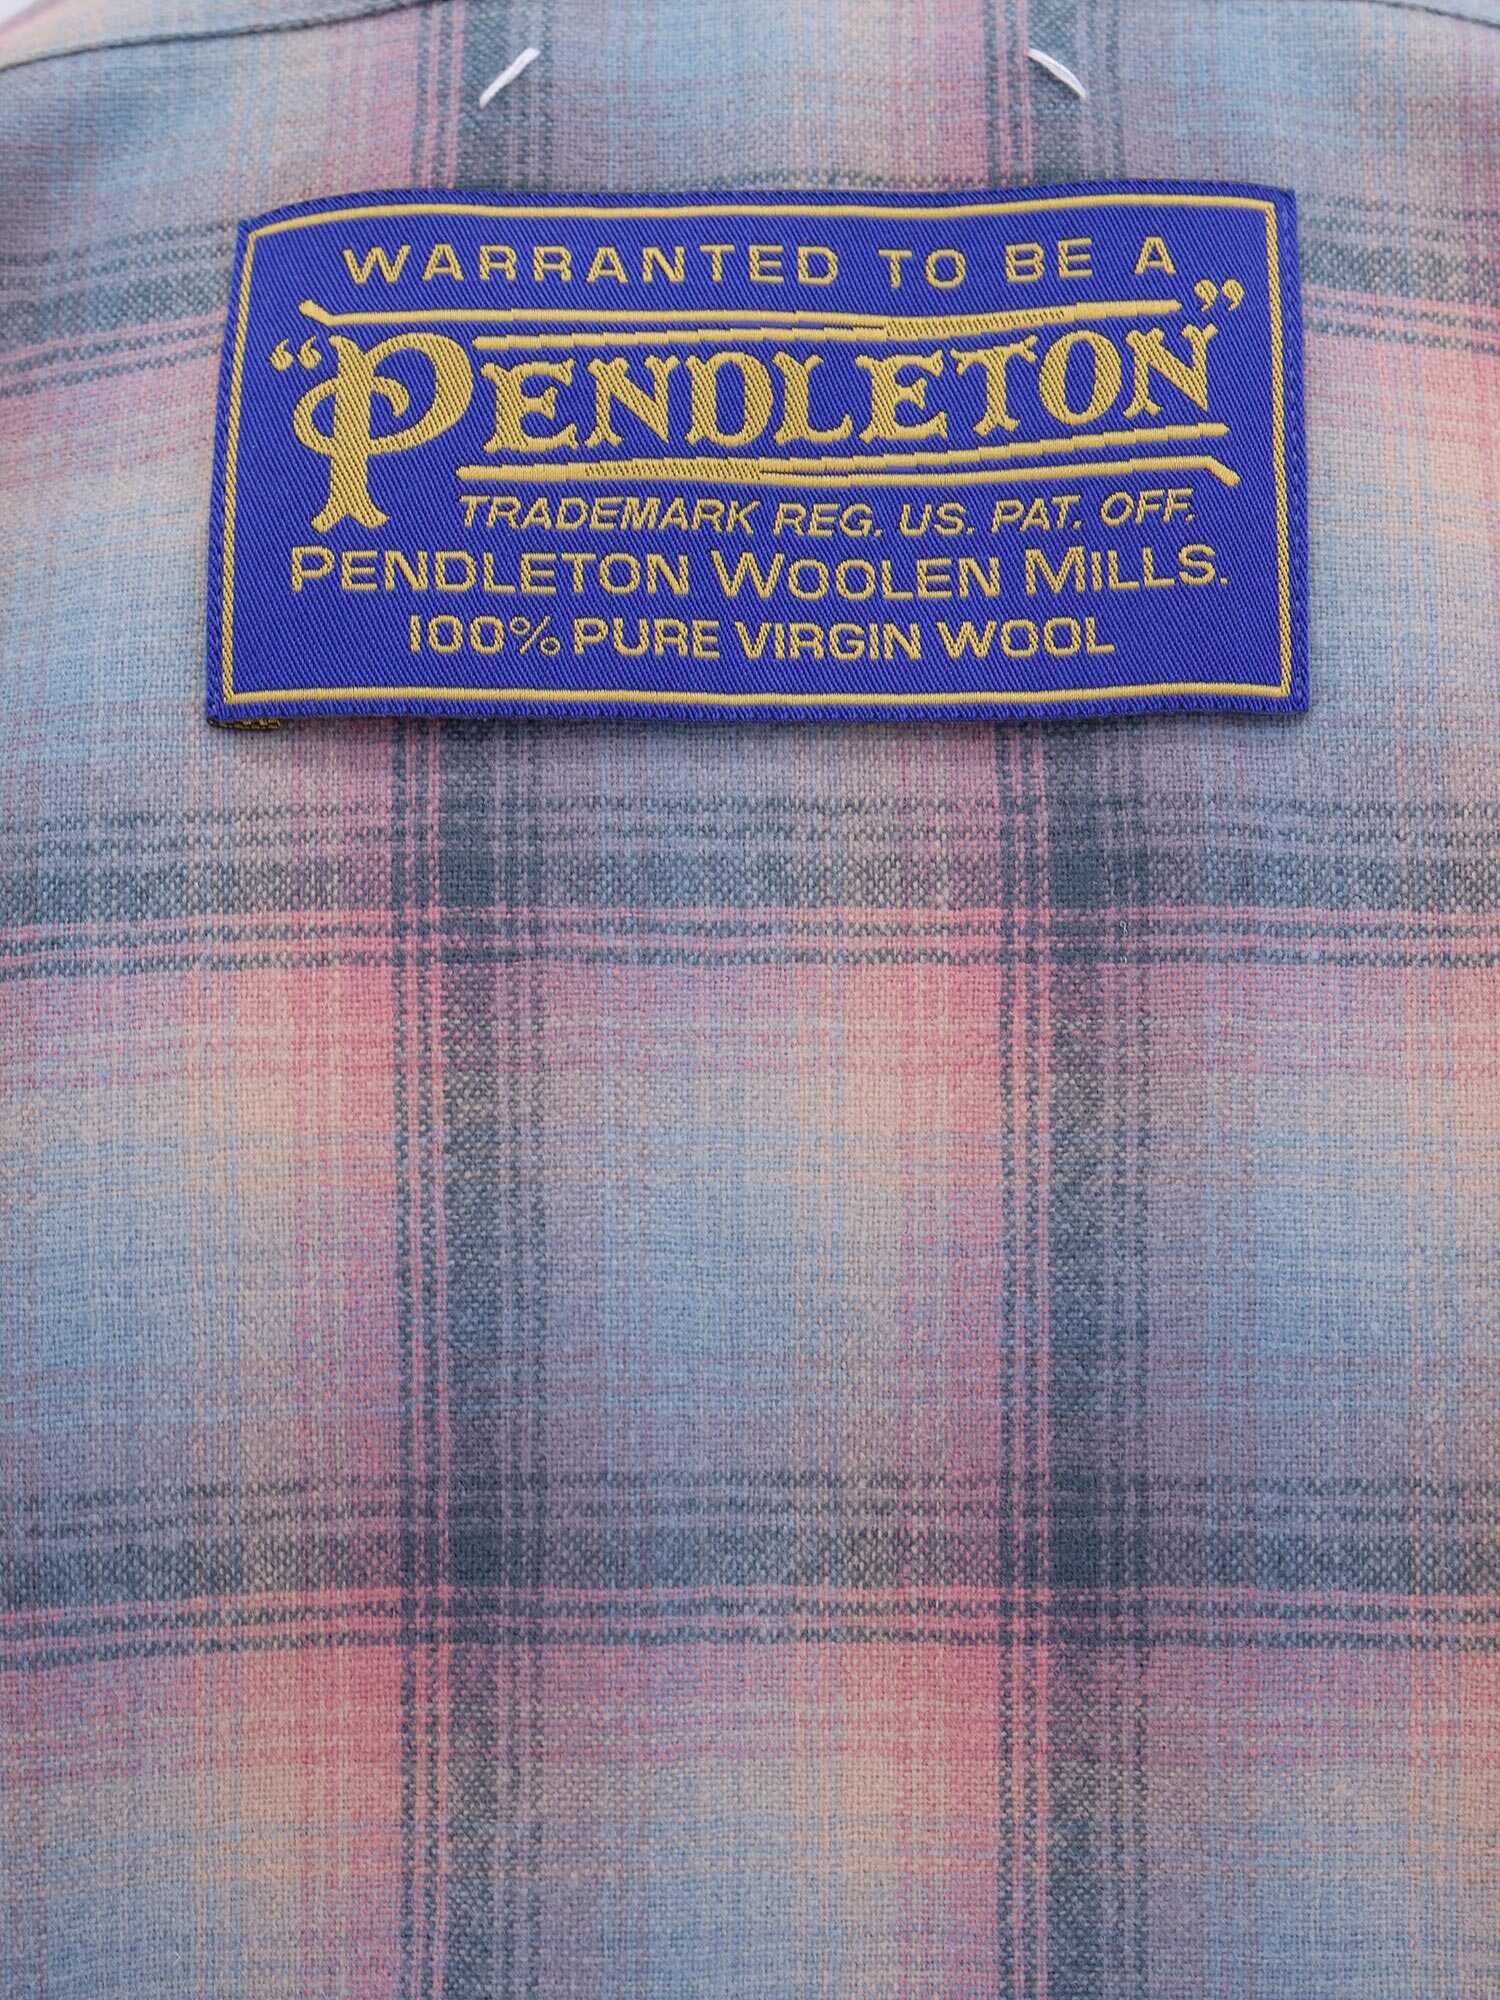 WARRANTED TO BE A
“PENDLETON”
TRADEMARK REG. US. PAT. OFF.
PENDLETON WOOLEN MILLS.
100% PURE VIRGIN WOOL